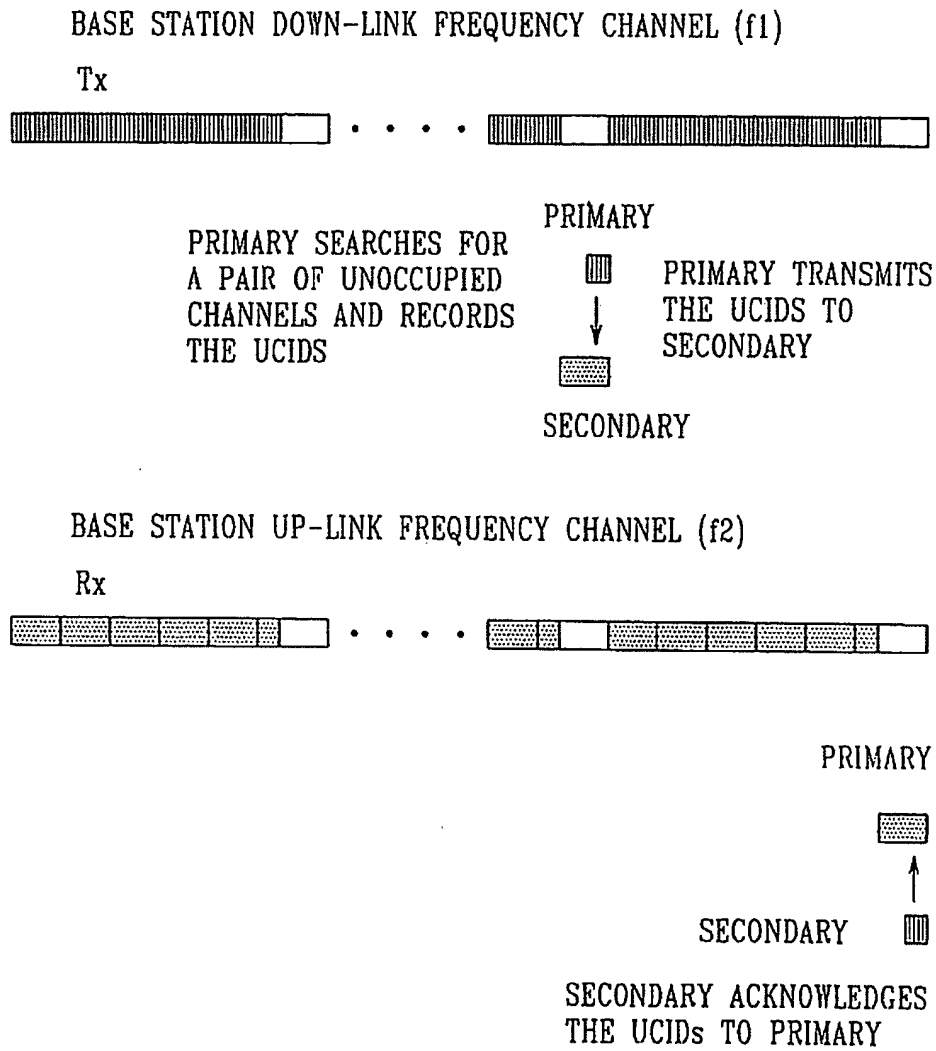 BASE STATION DOWN-LINK FREQUENCY CHANNEL (f1)
Tx
PRIMARY SEARCHES FOR
A PAIR OF UNOCCUPIED
CHANNELS AND RECORDS
THE UCIDS
PRIMARY
PRIMARY TRANSMITS
THE UCIDS TO
SECONDARY
SECONDARY
BASE STATION UP-LINK FREQUENCY CHANNEL (f2)
Rx
PRIMARY
SECONDARY
SECONDARY ACKNOWLEDGES
THE UCIDs TO PRIMARY